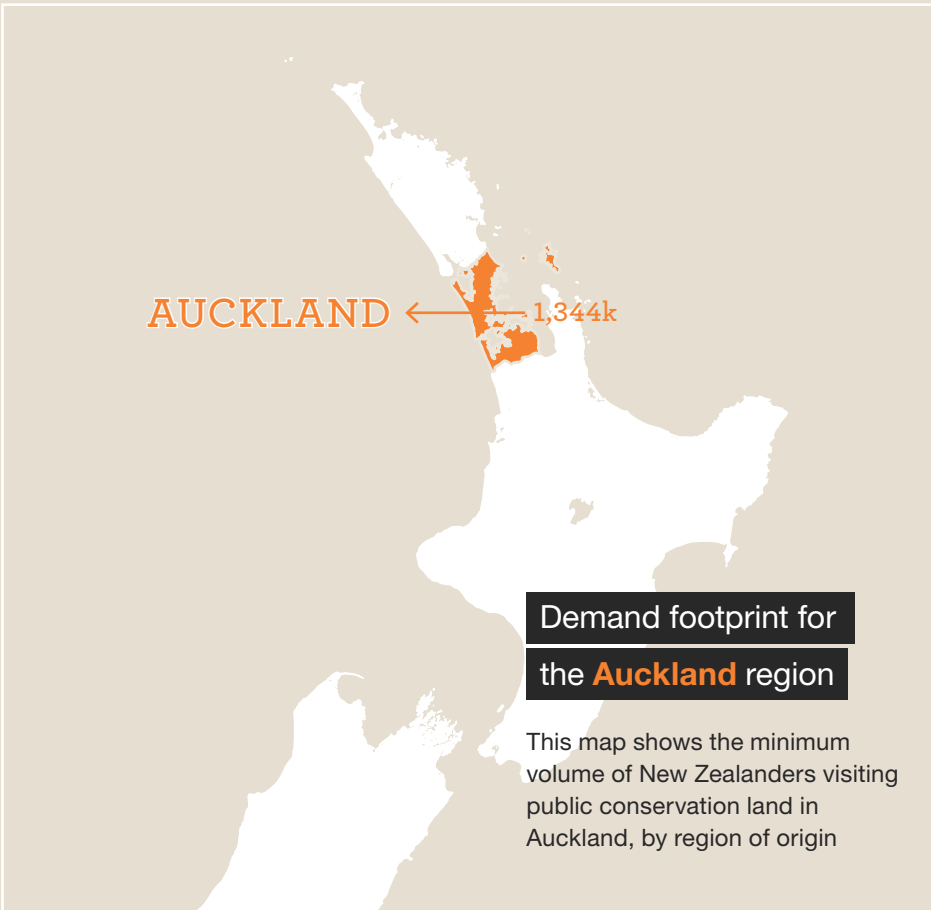 AUCKLAND
1,344k
Demand footprint for
the Auckland region
This map shows the minimum
volume of New Zealanders visiting
public conservation land in
Auckland, by region of origin